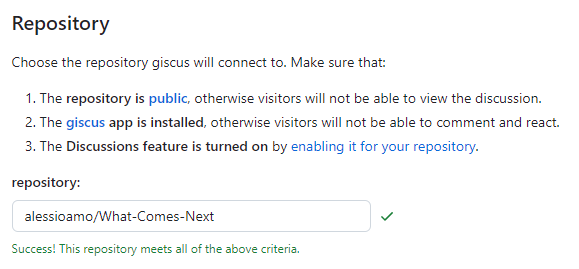 Repository
Choose the repository giscus will connect to. Make sure that:
1. The repository is public, otherwise visitors will not be able to view the discussion.
2. The giscus app is installed, otherwise visitors will not be able to comment and react.
3. The Discussions feature is turned on by enabling it for your repository.
repository:
alessioamo/What-Comes-Next
Success! This repository meets all of the above criteria.